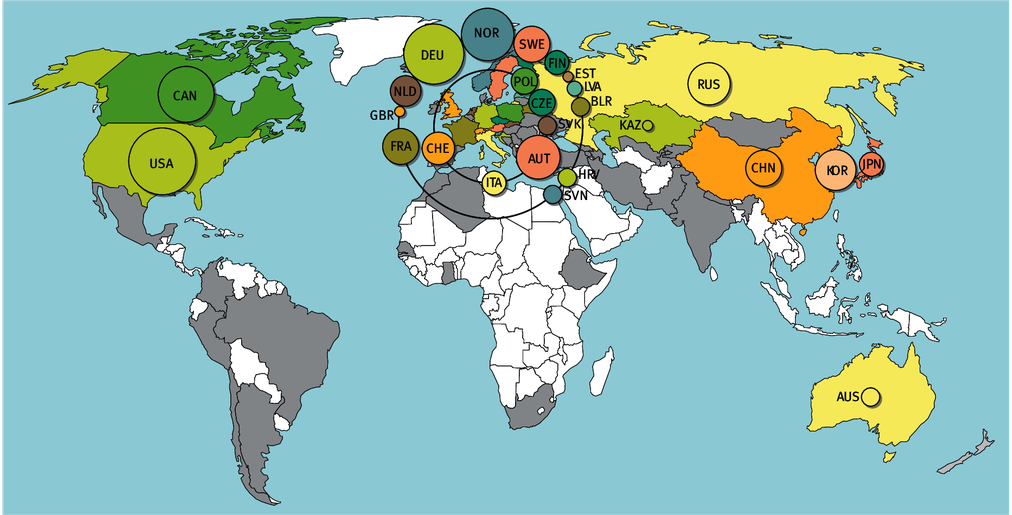 NOR
SWE
DEU
FIN
EST
POL
RUS
LVA
NLD
CAN
CZE
BLR
GBR
SVK
KAZ
FRA
CHE
AUT
USA
CHN
KOR
JPN
ITA
HRV
SVN
AUS